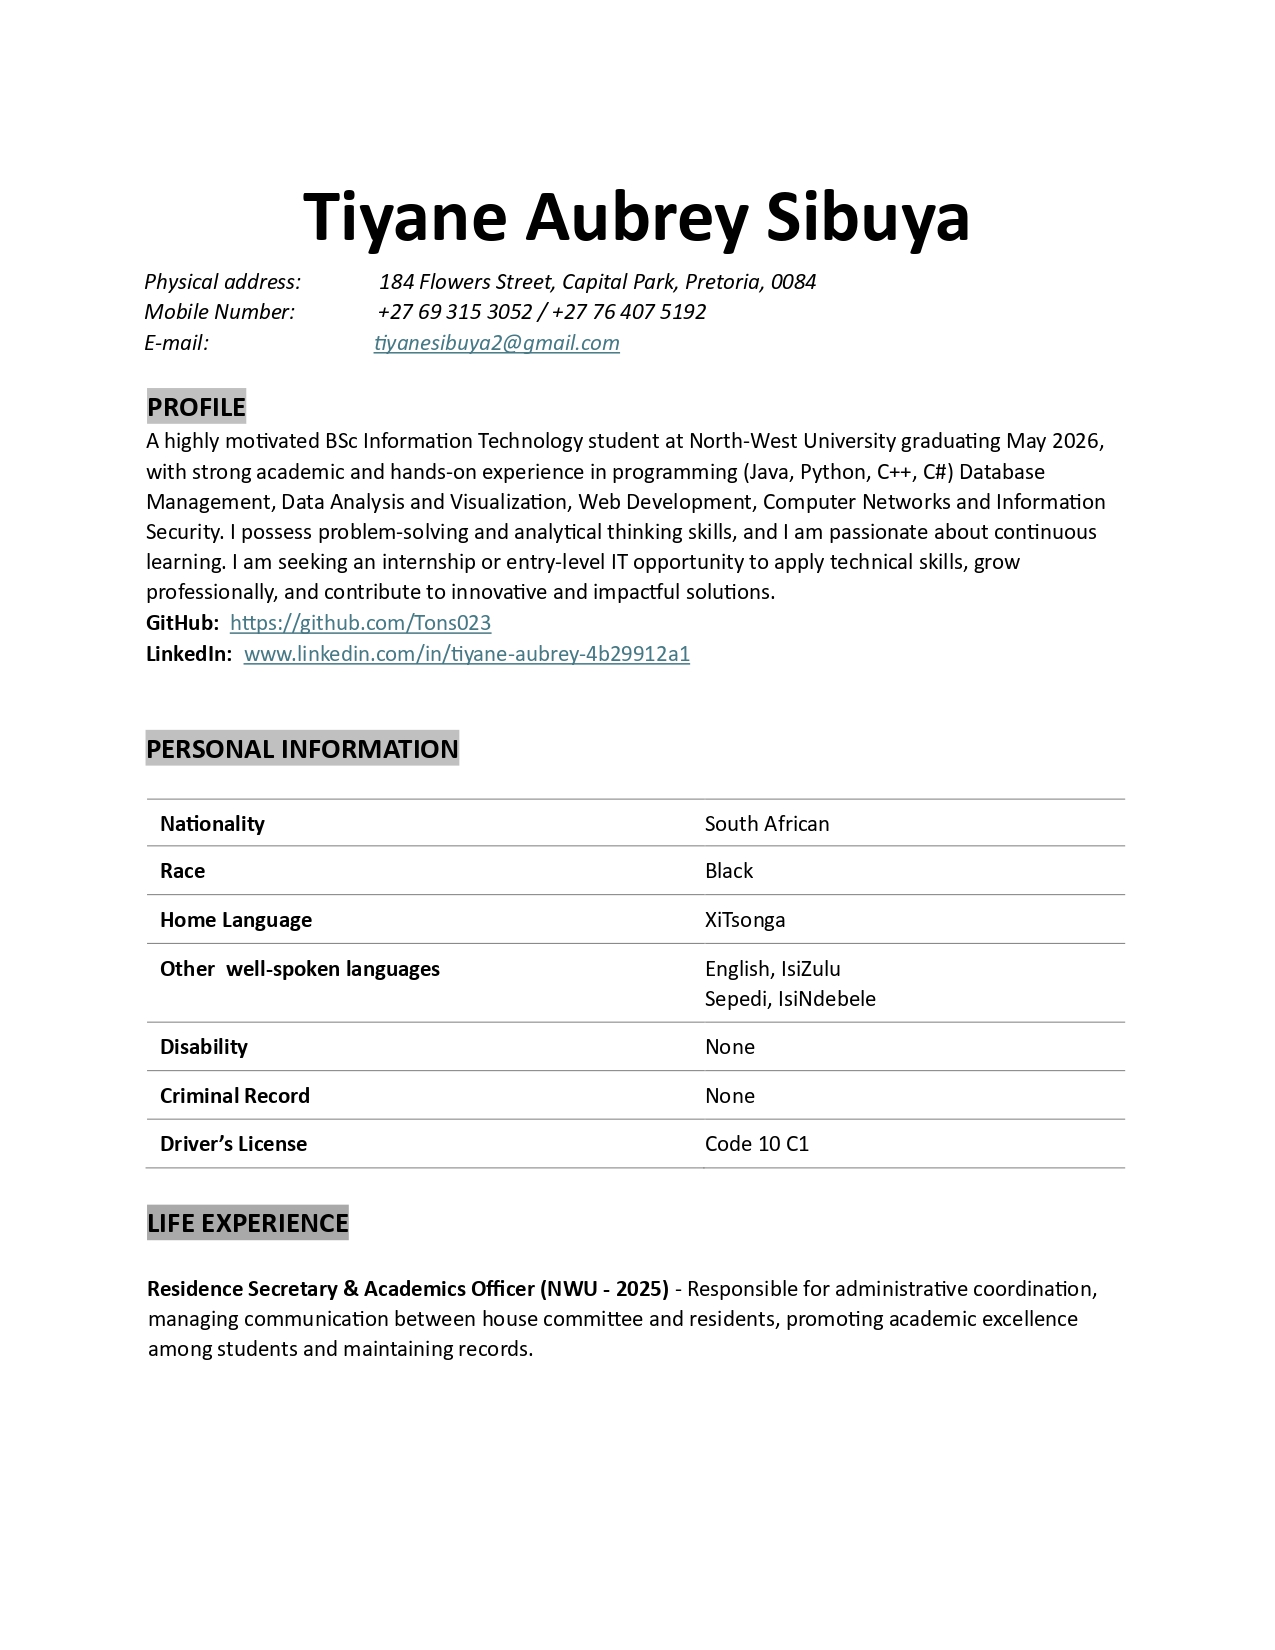 Tiyane Aubrey Sibuya
Physical address: 184 Flowers Street, Capital Park, Pretoria, 0084
Mobile Number: +27 69 315 3052 / +27 76 407 5192
E-mail: tiyanesibuya2@gmail.com
PROFILE
A highly motivated BSc Information Technology student at North-West University graduating May 2026,
with strong academic and hands-on experience in programming (Java, Python, C++, C#) Database
Management, Data Analysis and Visualization, Web Development, Computer Networks and Information
Security. I possess problem-solving and analytical thinking skills, and I am passionate about continuous
learning. I am seeking an internship or entry-level IT opportunity to apply technical skills, grow
professionally, and contribute to innovative and impactful solutions.
GitHub: https://github.com/Tons023
LinkedIn: www.linkedin.com/in/tiyane-aubrey-4b29912a1
PERSONAL INFORMATION
Nationality South African
Race Black
Home Language XiTsonga
Other well-spoken languages English, IsiZulu
Sepedi, IsiNdebele
Disability None
Criminal Record None
Driver’s License Code 10 C1
LIFE EXPERIENCE
Residence Secretary & Academics Officer (NWU - 2025) - Responsible for administrative coordination,
managing communication between house committee and residents, promoting academic excellence
among students and maintaining records.